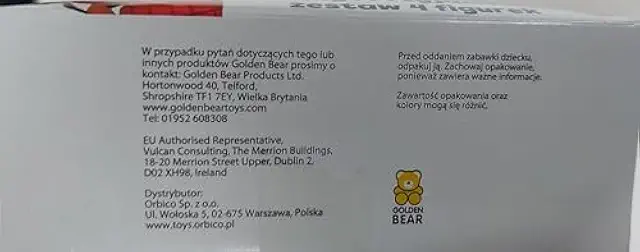 zestaw 4 figurek
W przypadku pytań dotyczących tego lub
innych produktów Golden Bear prosimy o
kontakt: Golden Bear Products Ltd.
Hortonwood 40, Telford,
Shropshire TF1 7EY, Wielka Brytania
www.goldenbeartoys.com
Tel: 01952 608308
EU Authorised Representative,
Vulcan Consulting, The Merrion Buildings,
18-20 Merrion Street Upper, Dublin 2,
D02 XH98, Ireland
Dystrybutor:
Orbico Sp. z o.o.
Ul. Wołoska 5, 02-675 Warszawa, Polska
www.toys.orbico.pl
Przed oddaniem zabawki dziecku,
odpakuj ją. Zachowaj opakowanie,
ponieważ zawiera ważne informacje.
Zawartość opakowania oraz
kolory mogą się różnić.
GOLDEN
BEAR